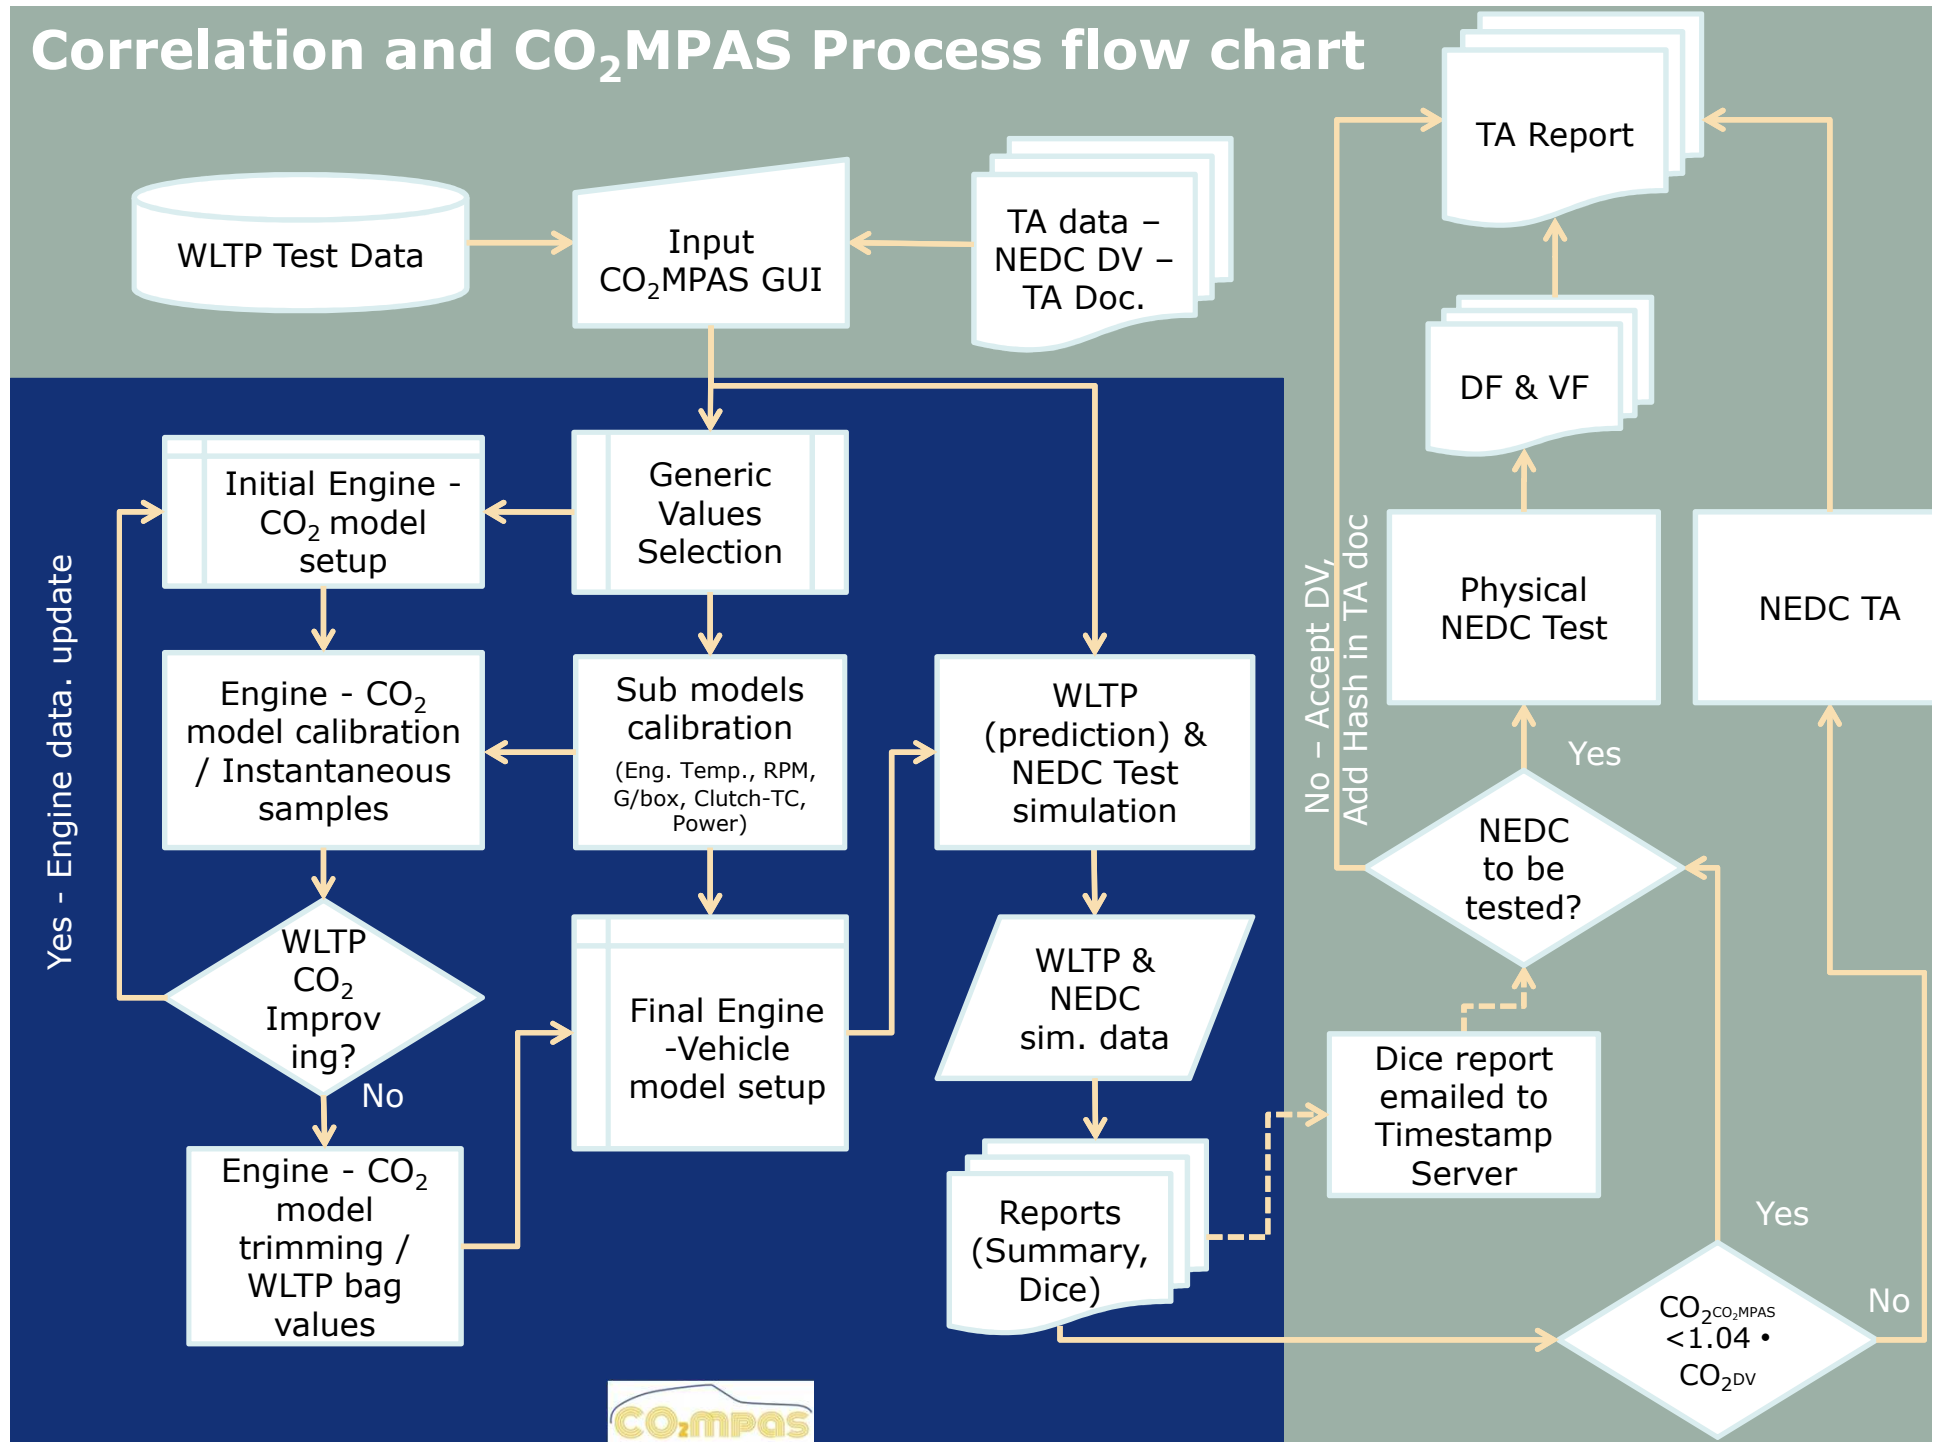 Correlation and CO₂MPAS Process flow chart
WLTP Test Data
Input
CO₂MPAS GUI
TA data –
NEDC DV –
TA Doc.
TA Report
DF & VF
Initial Engine -
CO₂ model
setup
Generic
Values
Selection
Physical
NEDC Test
NEDC TA
Yes - Engine data. update
No – Accept DV,
Add Hash in TA doc
Engine - CO₂
model calibration
/ Instantaneous
samples
Sub models
calibration
(Eng. Temp., RPM,
G/box, Clutch-TC,
Power)
WLTP
(prediction) &
NEDC Test
simulation
Yes
NEDC
to be
tested?
WLTP
CO₂
Improv
ing?
No
Final Engine
-Vehicle
model setup
WLTP &
NEDC
sim. data
Dice report
emailed to
Timestamp
Server
Engine - CO₂
model
trimming /
WLTP bag
values
Reports
(Summary,
Dice)
Yes
No
CO₂CO₂MPAS
<1.04 •
CO₂DV
CO₂mpas